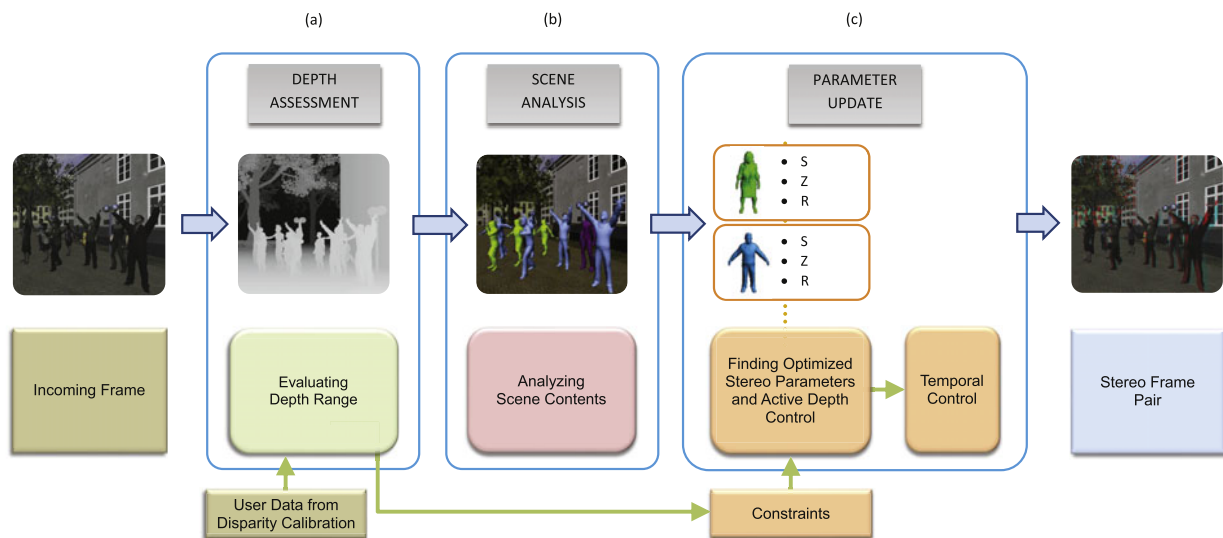 (a)
(b)
(c)
DEPTH
ASSESSMENT
SCENE
ANALYSIS
PARAMETER
UPDATE
• S
• Z
• R
• S
• Z
• R
Incoming Frame
Evaluating
Depth Range
Analyzing
Scene Contents
Finding Optimized
Stereo Parameters
and Active Depth
Control
Temporal
Control
Stereo Frame
Pair
User Data from
Disparity Calibration
Constraints